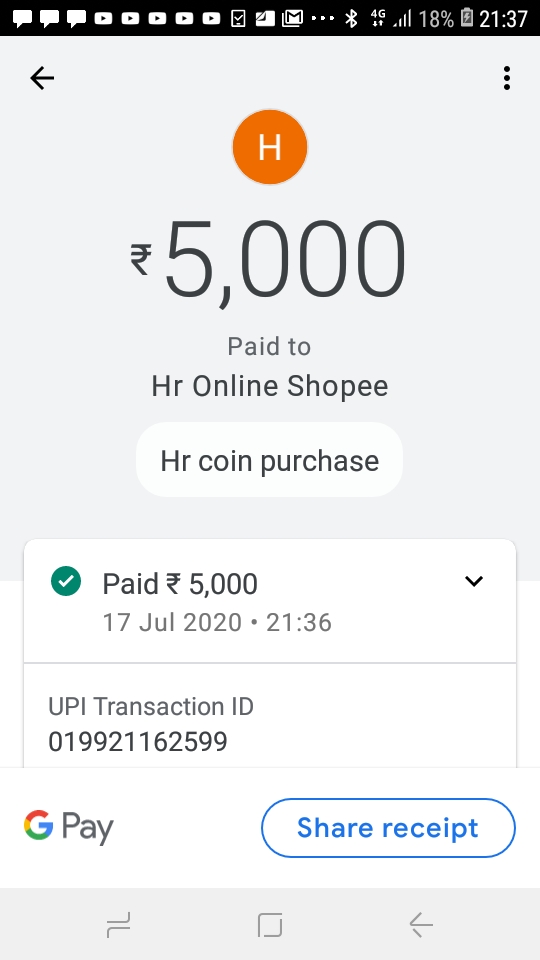 4G 18% 21:37
H
₹5,000
Paid to
Hr Online Shopee
Hr coin purchase
Paid ₹ 5,000
17 Jul 2020 • 21:36
UPI Transaction ID
019921162599
G Pay
Share receipt